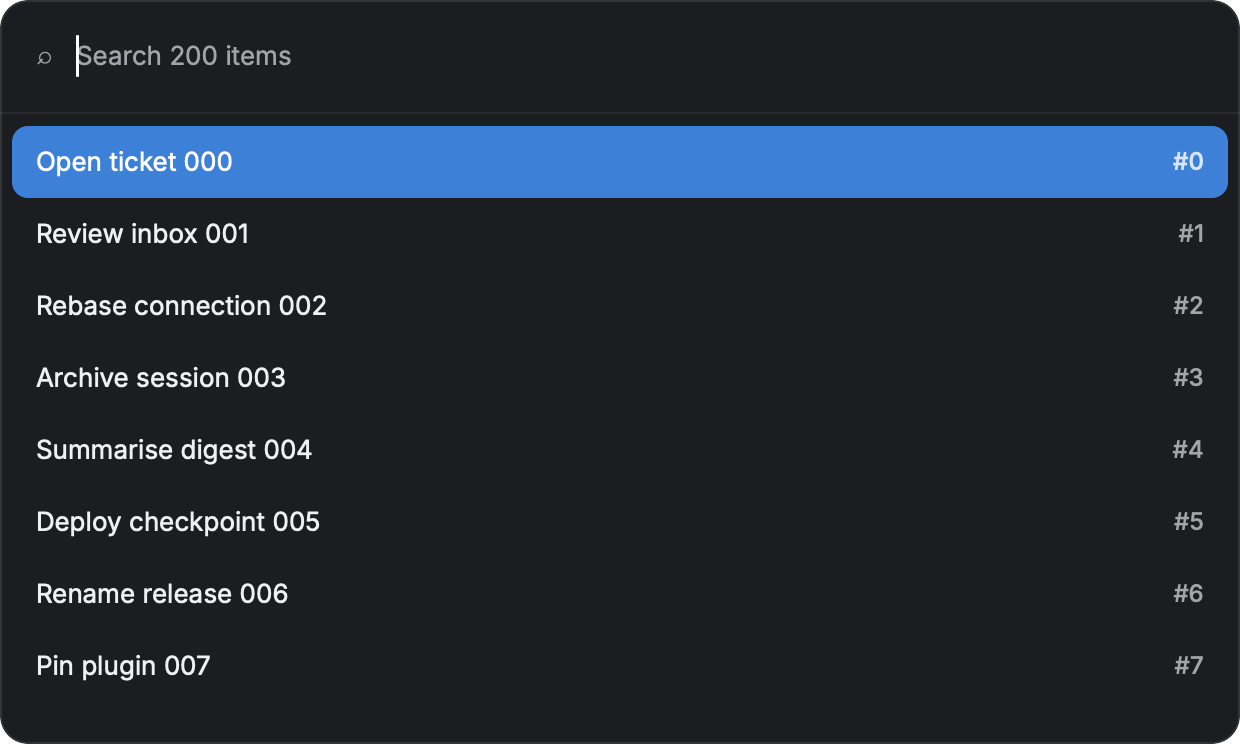 Search 200 items
Open ticket 000 #0
Review inbox 001 #1
Rebase connection 002 #2
Archive session 003 #3
Summarise digest 004 #4
Deploy checkpoint 005 #5
Rename release 006 #6
Pin plugin 007 #7